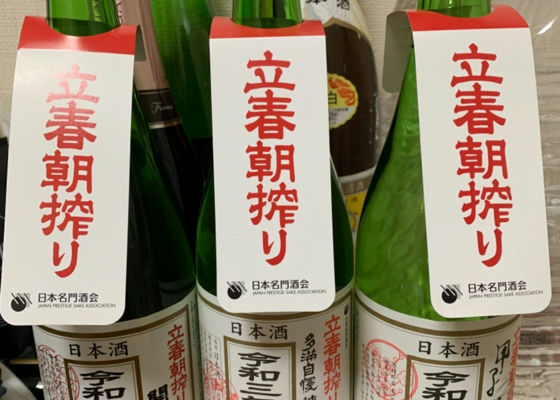 立春朝搾り
日本名門酒会
JAPAN PRESTIGE SAKE ASSOCIATION
日本酒
立春朝搾り
令和
立春朝搾り
日本名門酒会
JAPAN PRESTIGE SAKE ASSOCIATION
日本酒
立春朝搾り
令和三
多満自慢
立春朝搾り
日本名門酒会
JAPAN PRESTIGE SAKE ASSOCIATION
日本酒
令和
甲子